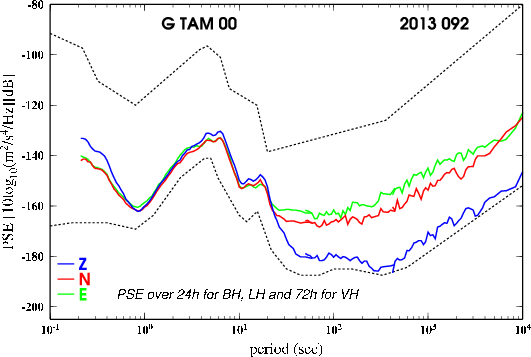 G TAM 00 2013 092
-80
-100
-120
-140
-160
-180
-200
PSE [10log₁₀(m²/s⁴/Hz)][dB]
Z
N
E
PSE over 24h for BH, LH and 72h for VH
10⁻¹ 10⁰ 10¹ 10² 10³ 10⁴
period (sec)